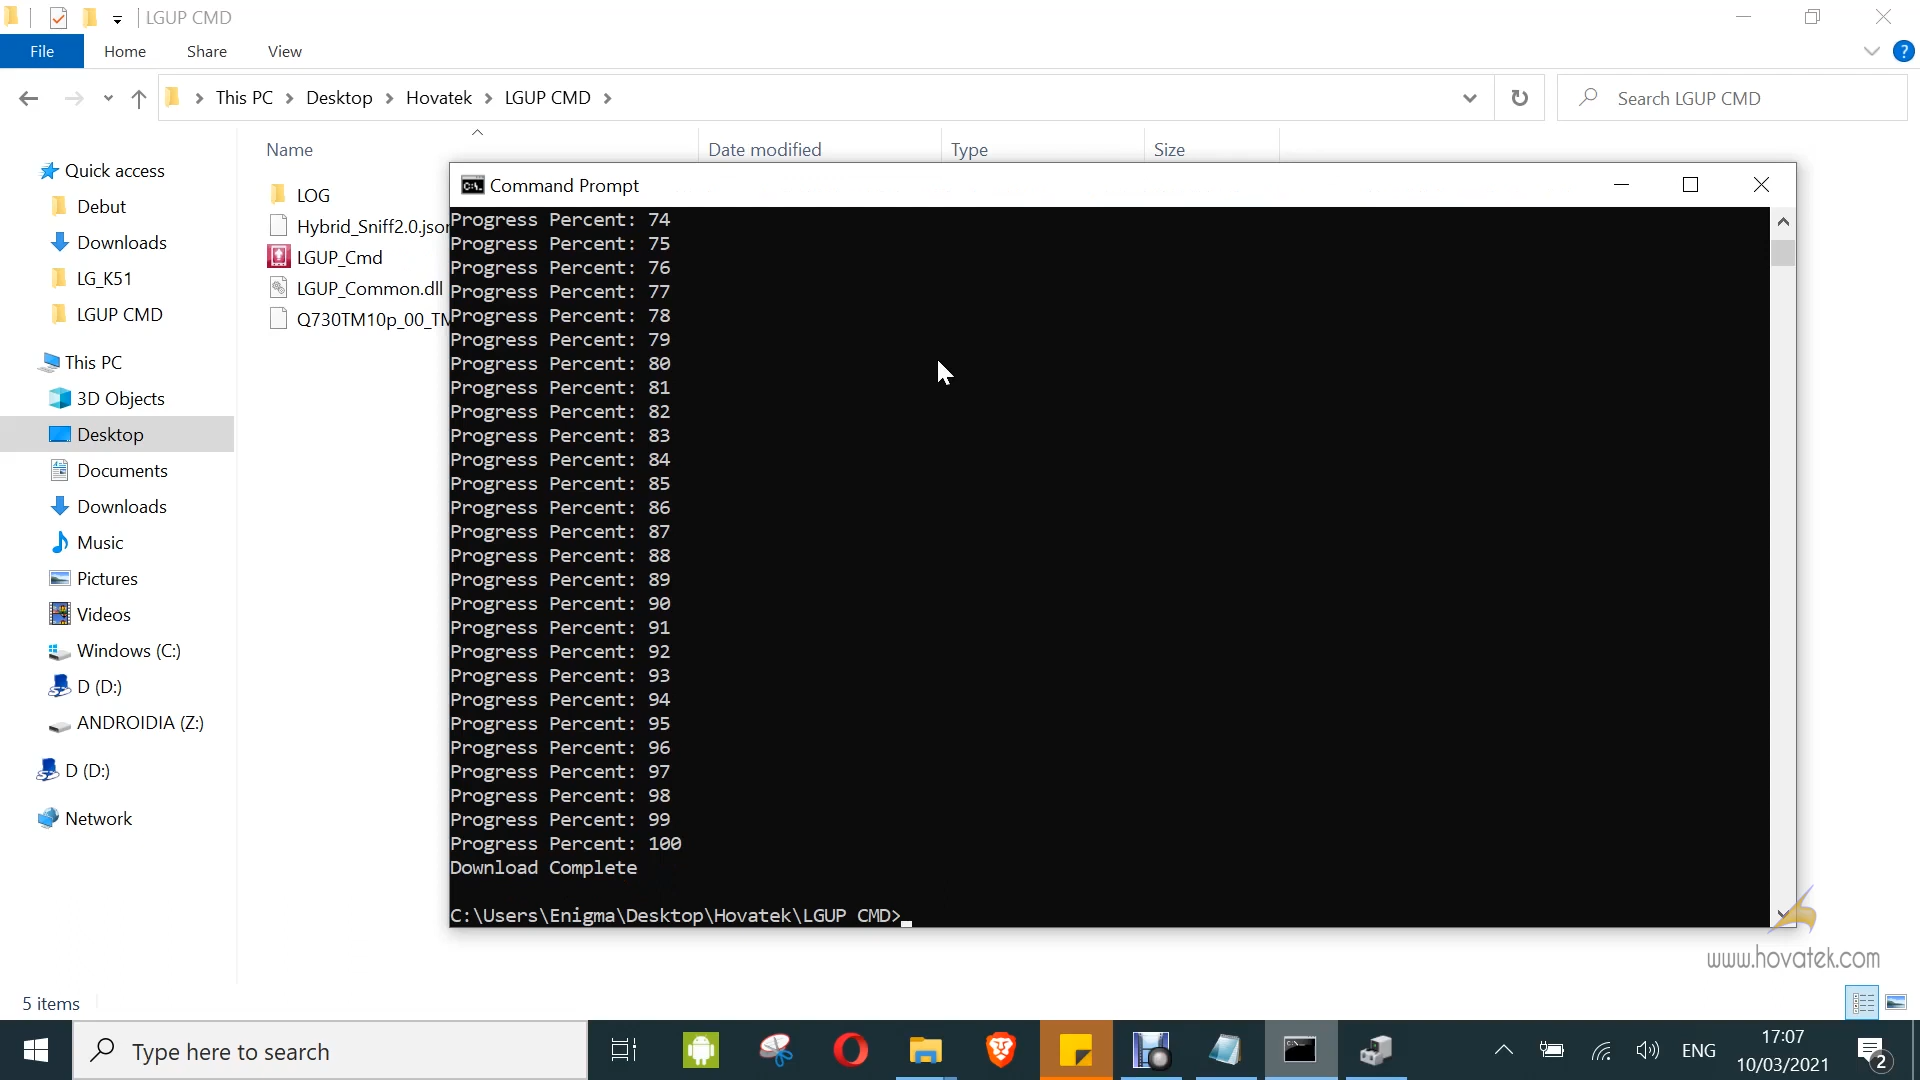 LGUP CMD
File Home Share View
This PC Desktop Hovatek LGUP CMD
Search LGUP CMD
Name Date modified Type Size
Quick access
Debut
Downloads
LG_K51
LGUP CMD
This PC
3D Objects
Desktop
Documents
Downloads
Music
Pictures
Videos
Windows (C:)
D (D:)
ANDROIDIA (Z:)
D (D:)
Network
LOG
Hybrid_Sniff2.0.json
LGUP_Cmd
LGUP_Common.dll
Q730TM10p_00_TM
C:\. Command Prompt
Progress Percent: 74
Progress Percent: 75
Progress Percent: 76
Progress Percent: 77
Progress Percent: 78
Progress Percent: 79
Progress Percent: 80
Progress Percent: 81
Progress Percent: 82
Progress Percent: 83
Progress Percent: 84
Progress Percent: 85
Progress Percent: 86
Progress Percent: 87
Progress Percent: 88
Progress Percent: 89
Progress Percent: 90
Progress Percent: 91
Progress Percent: 92
Progress Percent: 93
Progress Percent: 94
Progress Percent: 95
Progress Percent: 96
Progress Percent: 97
Progress Percent: 98
Progress Percent: 99
Progress Percent: 100
Download Complete
C:\Users\Enigma\Desktop\Hovatek\LGUP CMD>
www.hovatek.com
5 items
Type here to search
ENG
17:07
10/03/2021
2